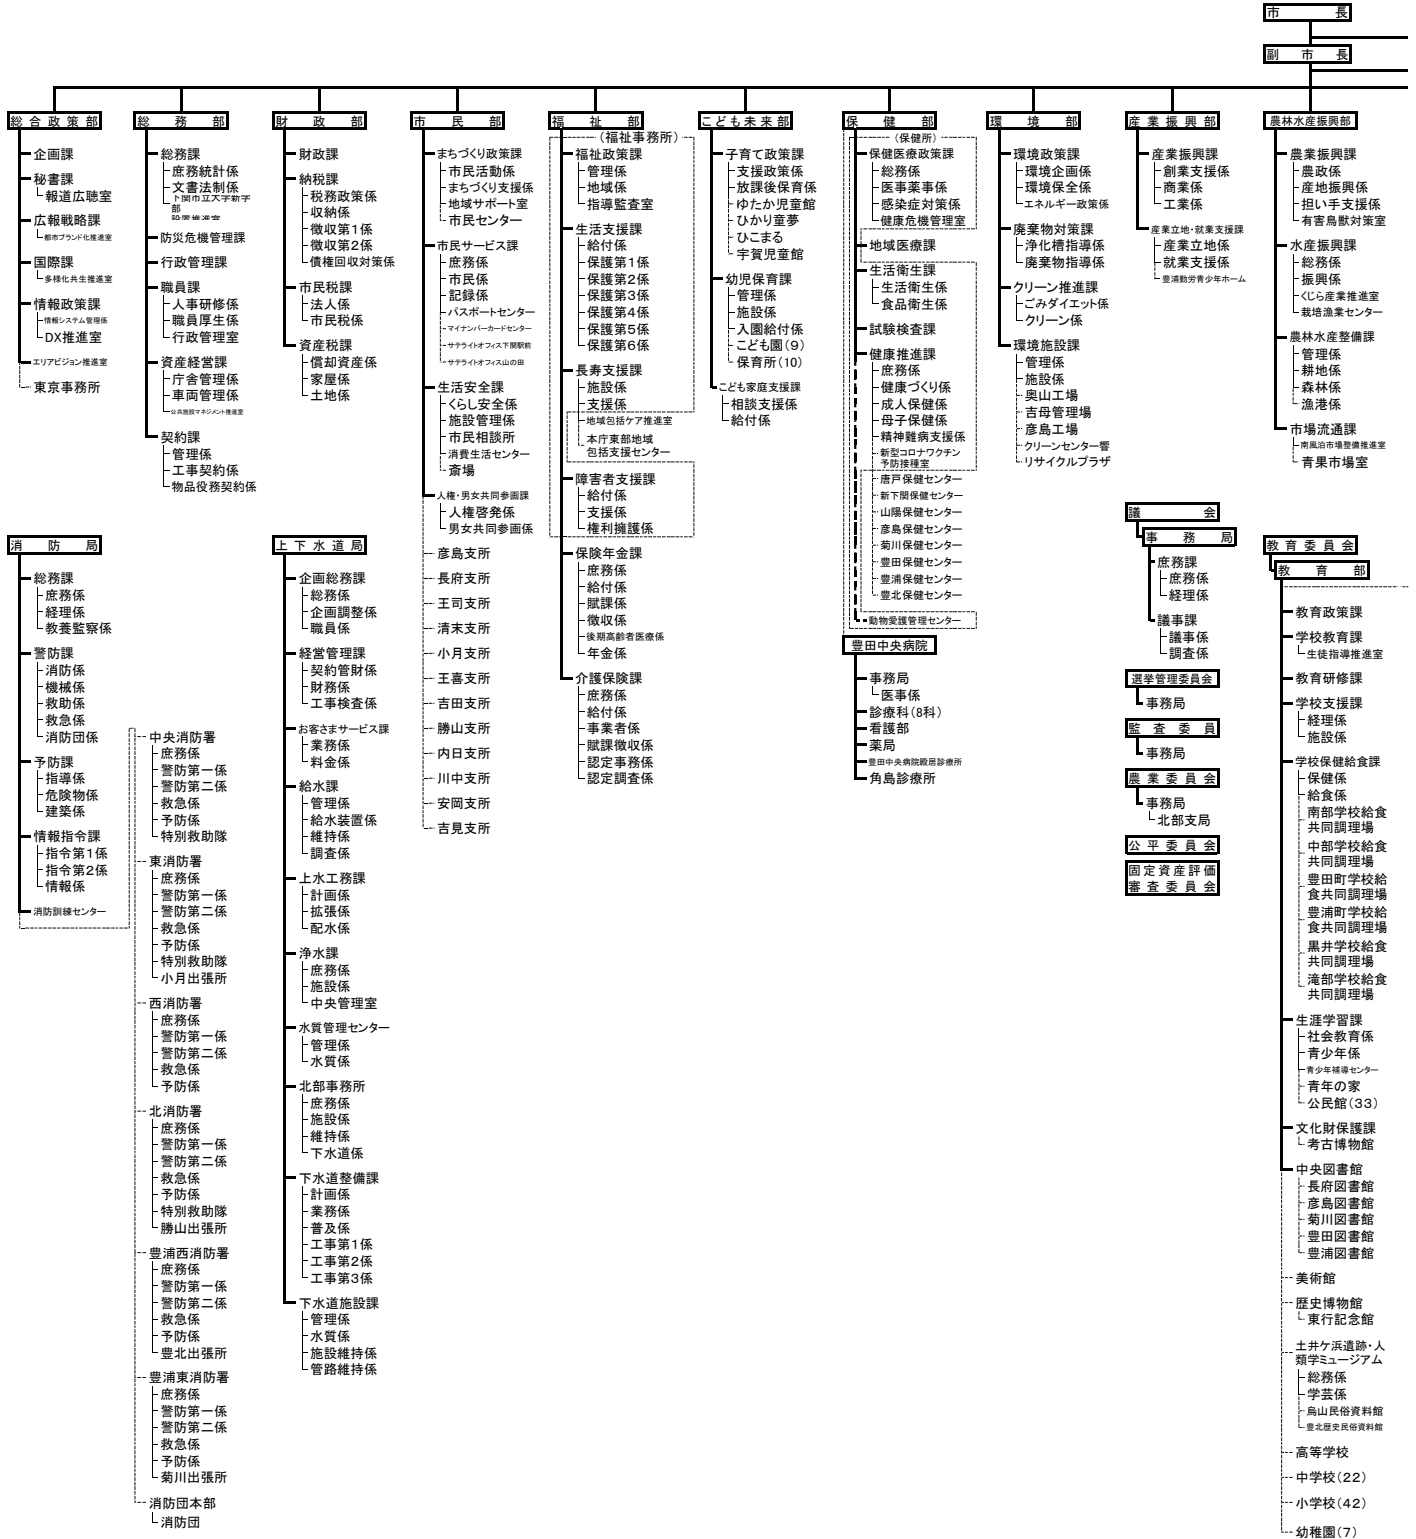 市長
副市長
総合政策部
企画課
秘書課
報道広聴室
広報戦略課
都市ブランド化推進室
国際課
多様化共生推進室
情報政策課
情報システム管理係
DX推進室
エリアビジョン推進室
東京事務所
総務部
総務課
庶務統計係
文書法制係
下関市立大学新学
部
設置推進室
防災危機管理課
行政管理課
職員課
人事研修係
職員厚生係
行政管理室
資産経営課
庁舎管理係
車両管理係
公共施設マネジメント推進室
契約課
管理係
工事契約係
物品役務契約係
財政部
財政課
納税課
税務政策係
収納係
徴収第1係
徴収第2係
債権回収対策係
市民税課
法人係
市民税係
資産税課
償却資産係
家屋係
土地係
市民部
まちづくり政策課
市民活動係
まちづくり支援係
地域サポート室
市民センター
市民サービス課
庶務係
市民係
記録係
パスポートセンター
マイナンバーカードセンター
サテライトオフィス下関駅前
サテライトオフィス山の田
生活安全課
くらし安全係
施設管理係
市民相談所
消費生活センター
斎場
人権・男女共同参画課
人権啓発係
男女共同参画係
彦島支所
長府支所
王司支所
清末支所
小月支所
王喜支所
吉田支所
勝山支所
内日支所
川中支所
安岡支所
吉見支所
福祉部
(福祉事務所)
福祉政策課
管理係
地域係
指導監査室
生活支援課
給付係
保護第1係
保護第2係
保護第3係
保護第4係
保護第5係
保護第6係
長寿支援課
施設係
支援係
地域包括ケア推進室
本庁東部地域
包括支援センター
障害者支援課
給付係
支援係
権利擁護係
保険年金課
庶務係
給付係
賦課係
徴収係
後期高齢者医療係
年金係
介護保険課
庶務係
給付係
事業者係
賦課徴収係
認定事務係
認定調査係
こども未来部
子育て政策課
支援政策係
放課後保育係
ゆたか児童館
ひかり童夢
ひこまる
宇賀児童館
幼児保育課
管理係
施設係
入園給付係
こども園(9)
保育所(10)
こども家庭支援課
相談支援係
給付係
保健部
(保健所)
保健医療政策課
総務係
医事薬事係
感染症対策係
健康危機管理室
地域医療課
生活衛生課
生活衛生係
食品衛生係
試験検査課
健康推進課
庶務係
健康づくり係
成人保健係
母子保健係
精神難病支援係
新型コロナワクチン
予防接種室
唐戸保健センター
新下関保健センター
山陽保健センター
彦島保健センター
菊川保健センター
豊田保健センター
豊浦保健センター
豊北保健センター
動物愛護管理センター
豊田中央病院
事務局
医事係
診療科(8科)
看護部
薬局
豊田中央病院殿居診療所
角島診療所
環境部
環境政策課
環境企画係
環境保全係
エネルギー政策係
廃棄物対策課
浄化槽指導係
廃棄物指導係
クリーン推進課
ごみダイエット係
クリーン係
環境施設課
管理係
施設係
奥山工場
吉母管理場
彦島工場
クリーンセンター響
リサイクルプラザ
産業振興部
産業振興課
創業支援係
商業係
工業係
産業立地・就業支援課
産業立地係
就業支援係
豊浦勤労青少年ホーム
農林水産振興部
農業振興課
農政係
産地振興係
担い手支援係
有害鳥獣対策室
水産振興課
総務係
振興係
くじら産業推進室
栽培漁業センター
農林水産整備課
管理係
耕地係
森林係
漁港係
市場流通課
南風泊市場整備推進室
青果市場室
消防局
総務課
庶務係
経理係
教養監察係
警防課
消防係
機械係
救助係
救急係
消防団係
予防課
指導係
危険物係
建築係
情報指令課
指令第1係
指令第2係
情報係
消防訓練センター
中央消防署
庶務係
警防第一係
警防第二係
救急係
予防係
特別救助隊
東消防署
庶務係
警防第一係
警防第二係
救急係
予防係
特別救助隊
小月出張所
西消防署
庶務係
警防第一係
警防第二係
救急係
予防係
北消防署
庶務係
警防第一係
警防第二係
救急係
予防係
特別救助隊
勝山出張所
豊浦西消防署
庶務係
警防第一係
警防第二係
救急係
予防係
豊北出張所
豊浦東消防署
庶務係
警防第一係
警防第二係
救急係
予防係
菊川出張所
消防団本部
消防団
上下水道局
企画総務課
総務係
企画調整係
職員係
経営管理課
契約管財係
財務係
工事検査係
お客さまサービス課
業務係
料金係
給水課
管理係
給水装置係
維持係
調査係
上水工務課
計画係
拡張係
配水係
浄水課
庶務係
施設係
中央管理室
水質管理センター
管理係
水質係
北部事務所
庶務係
施設係
維持係
下水道係
下水道整備課
計画係
業務係
普及係
工事第1係
工事第2係
工事第3係
下水道施設課
管理係
水質係
施設維持係
管路維持係
議会
事務局
庶務課
庶務係
経理係
議事課
議事係
調査係
選挙管理委員会
事務局
監査委員
事務局
農業委員会
事務局
北部支局
公平委員会
固定資産評価
審査委員会
教育委員会
教育部
教育政策課
学校教育課
生徒指導推進室
教育研修課
学校支援課
経理係
施設係
学校保健給食課
保健係
給食係
南部学校給食
共同調理場
中部学校給食
共同調理場
豊田町学校給
食共同調理場
豊浦町学校給
食共同調理場
黒井学校給食
共同調理場
滝部学校給食
共同調理場
生涯学習課
社会教育係
青少年係
青少年補導センター
青年の家
公民館(33)
文化財保護課
考古博物館
中央図書館
長府図書館
彦島図書館
菊川図書館
豊田図書館
豊浦図書館
美術館
歴史博物館
東行記念館
土井ケ浜遺跡・人
類学ミュージアム
総務係
学芸係
烏山民俗資料館
豊北歴史民俗資料館
高等学校
中学校(22)
小学校(42)
幼稚園(7)